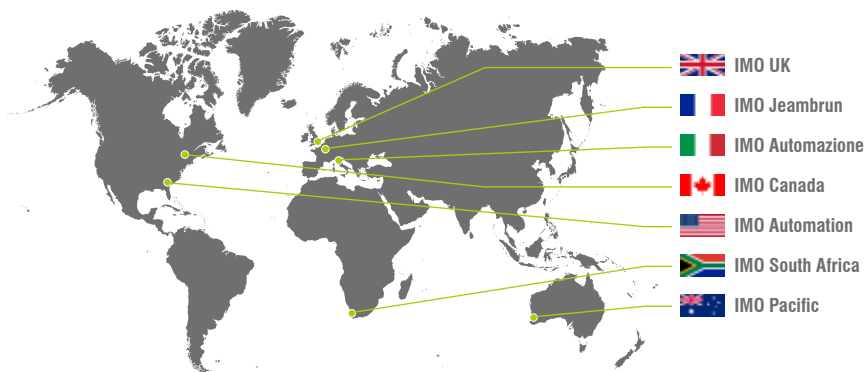 IMO UK
IMO Jeambrun
IMO Automazione
IMO Canada
IMO Automation
IMO South Africa
IMO Pacific